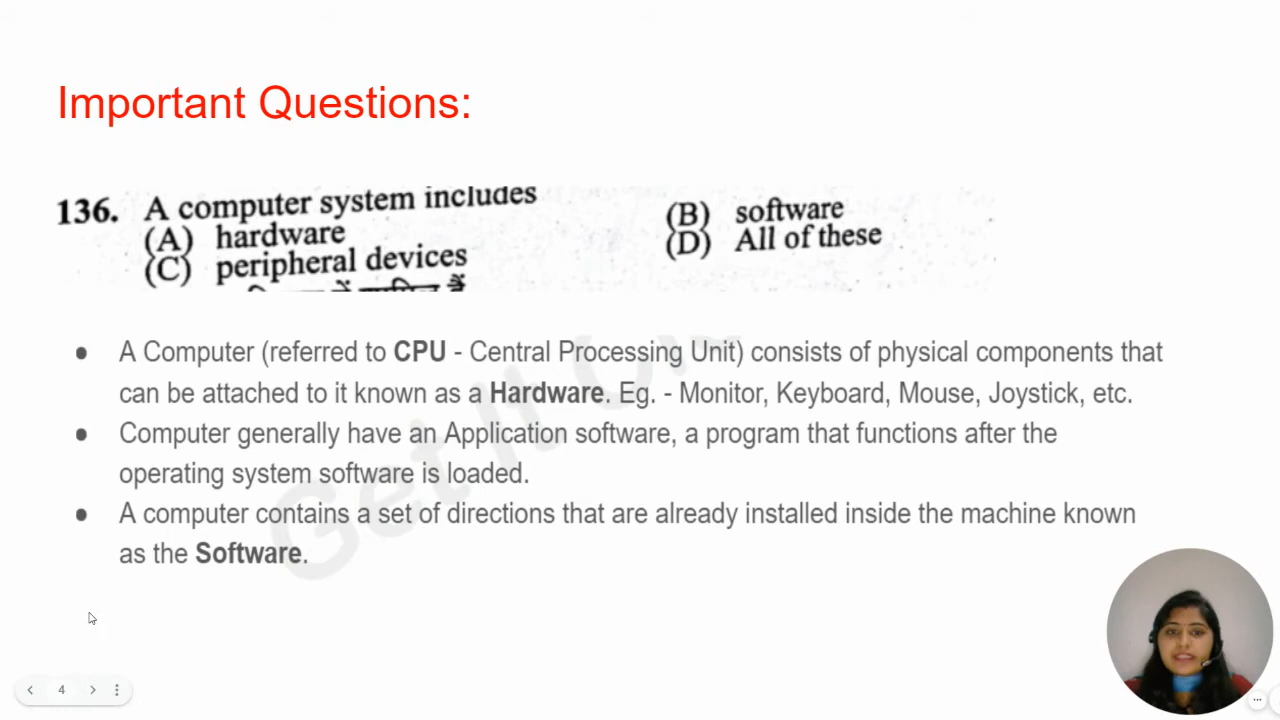 Important Questions:
136. A computer system includes
(A) hardware (B) software
(C) peripheral devices (D) All of these
● A Computer (referred to CPU - Central Processing Unit) consists of physical components that
can be attached to it known as a Hardware. Eg. - Monitor, Keyboard, Mouse, Joystick, etc.
● Computer generally have an Application software, a program that functions after the
operating system software is loaded.
● A computer contains a set of directions that are already installed inside the machine known
as the Software.
Get It
4